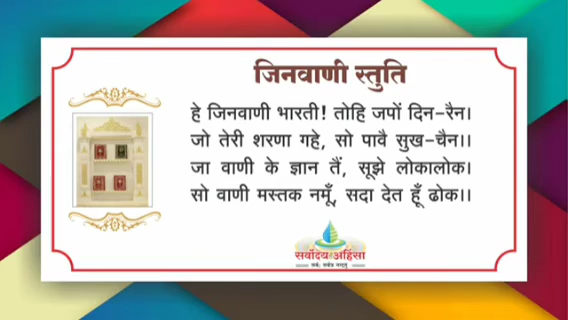 जिनवाणी स्तुति
हे जिनवाणी भारती! तोहि जपों दिन-रैन।
जो तेरी शरणा गहे, सो पावै सुख-चैन।।
जा वाणी के ज्ञान तैं, सूझे लोकालोक।
सो वाणी मस्तक नमूँ, सदा देत हूँ ढोक।।
सर्वोदय अहिंसा